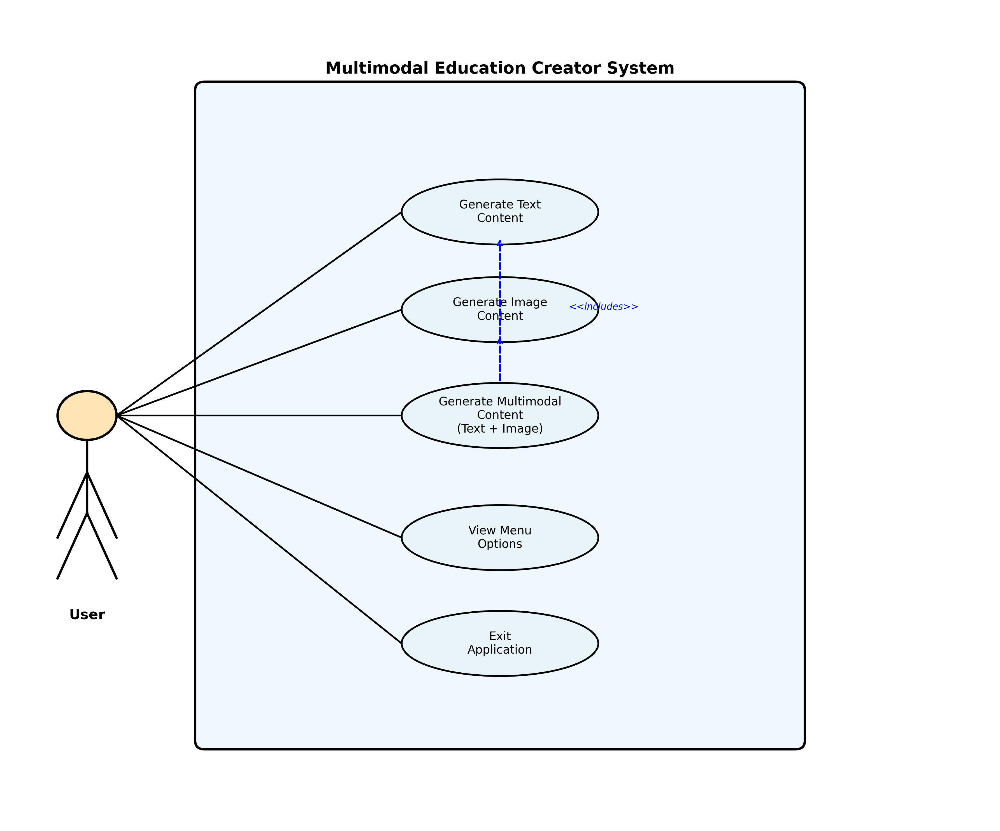 Multimodal Education Creator System
Generate Text
Content
Generate Image
Content
<<includes>>
Generate Multimodal
Content
(Text + Image)
View Menu
Options
User
Exit
Application